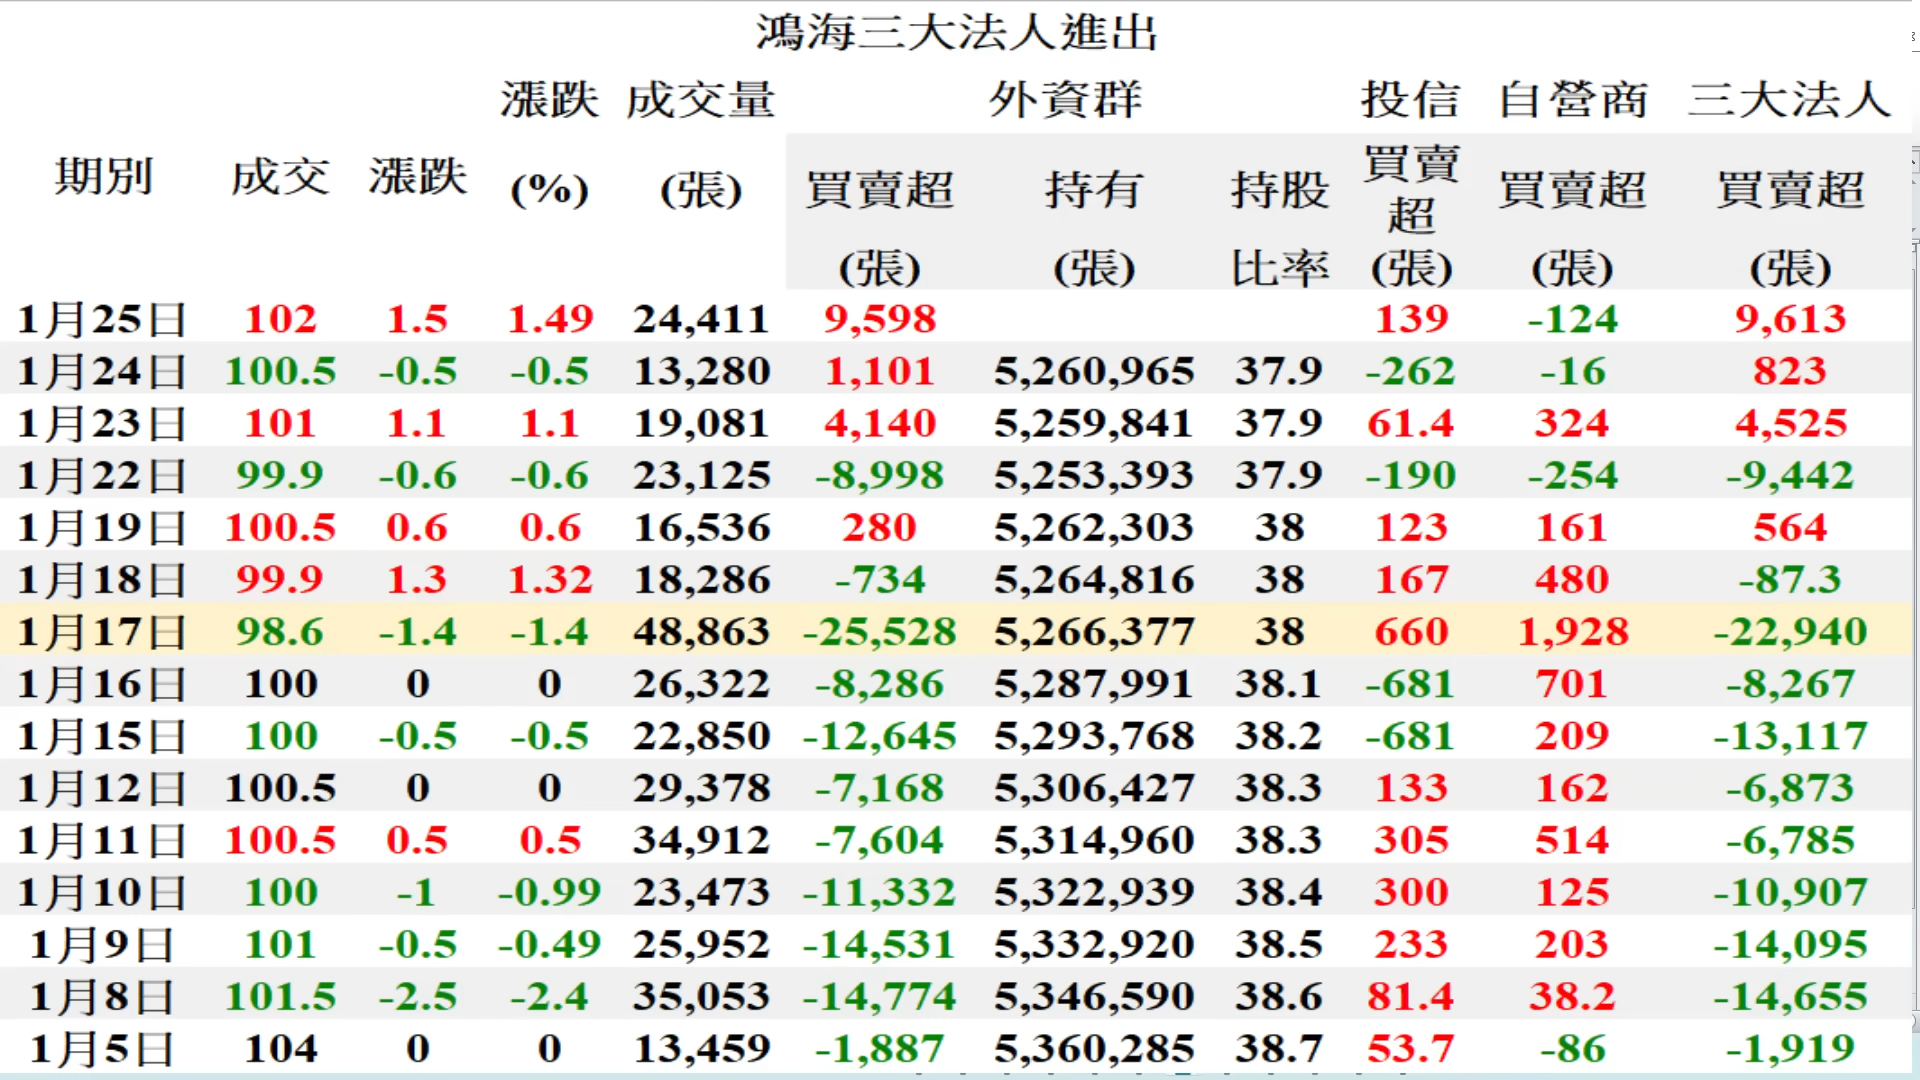 鴻海三大法人進出
漲跌 成交量 外資群 投信 自營商 三大法人
期別 成交 漲跌 (%) (張) 買賣超 持有 持股 買賣超 買賣超 買賣超
(張) (張) 比率 (張) (張) (張)
1月25日 102 1.5 1.49 24,411 9,598 139 -124 9,613
1月24日 100.5 -0.5 -0.5 13,280 1,101 5,260,965 37.9 -262 -16 823
1月23日 101 1.1 1.1 19,081 4,140 5,259,841 37.9 61.4 324 4,525
1月22日 99.9 -0.6 -0.6 23,125 -8,998 5,253,393 37.9 -190 -254 -9,442
1月19日 100.5 0.6 0.6 16,536 280 5,262,303 38 123 161 564
1月18日 99.9 1.3 1.32 18,286 -734 5,264,816 38 167 480 -87.3
1月17日 98.6 -1.4 -1.4 48,863 -25,528 5,266,377 38 660 1,928 -22,940
1月16日 100 0 0 26,322 -8,286 5,287,991 38.1 -681 701 -8,267
1月15日 100 -0.5 -0.5 22,850 -12,645 5,293,768 38.2 -681 209 -13,117
1月12日 100.5 0 0 29,378 -7,168 5,306,427 38.3 133 162 -6,873
1月11日 100.5 0.5 0.5 34,912 -7,604 5,314,960 38.3 305 514 -6,785
1月10日 100 -1 -0.99 23,473 -11,332 5,322,939 38.4 300 125 -10,907
1月9日 101 -0.5 -0.49 25,952 -14,531 5,332,920 38.5 233 203 -14,095
1月8日 101.5 -2.5 -2.4 35,053 -14,774 5,346,590 38.6 81.4 38.2 -14,655
1月5日 104 0 0 13,459 -1,887 5,360,285 38.7 53.7 -86 -1,919